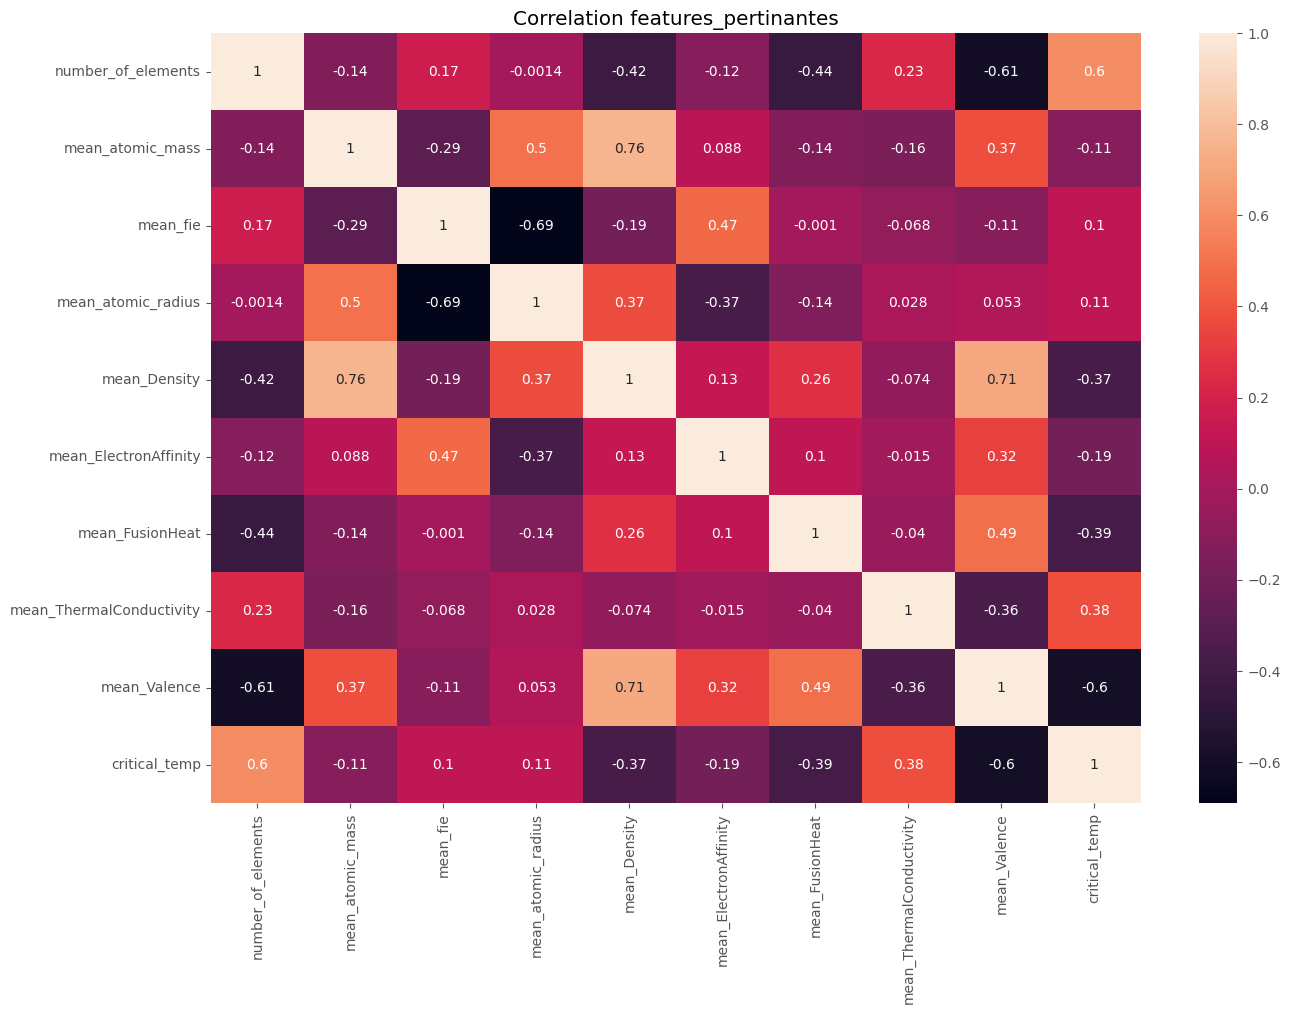 Correlation features_pertinantes
number_of_elements 1 -0.14 0.17 -0.0014 -0.42 -0.12 -0.44 0.23 -0.61 0.6
mean_atomic_mass -0.14 1 -0.29 0.5 0.76 0.088 -0.14 -0.16 0.37 -0.11
mean_fie 0.17 -0.29 1 -0.69 -0.19 0.47 -0.001 -0.068 -0.11 0.1
mean_atomic_radius -0.0014 0.5 -0.69 1 0.37 -0.37 -0.14 0.028 0.053 0.11
mean_Density -0.42 0.76 -0.19 0.37 1 0.13 0.26 -0.074 0.71 -0.37
mean_ElectronAffinity -0.12 0.088 0.47 -0.37 0.13 1 0.1 -0.015 0.32 -0.19
mean_FusionHeat -0.44 -0.14 -0.001 -0.14 0.26 0.1 1 -0.04 0.49 -0.39
mean_ThermalConductivity 0.23 -0.16 -0.068 0.028 -0.074 -0.015 -0.04 1 -0.36 0.38
mean_Valence -0.61 0.37 -0.11 0.053 0.71 0.32 0.49 -0.36 1 -0.6
critical_temp 0.6 -0.11 0.1 0.11 -0.37 -0.19 -0.39 0.38 -0.6 1
number_of_elements
mean_atomic_mass
mean_fie
mean_atomic_radius
mean_Density
mean_ElectronAffinity
mean_FusionHeat
mean_ThermalConductivity
mean_Valence
critical_temp
1.0
0.8
0.6
0.4
0.2
0.0
−0.2
−0.4
−0.6